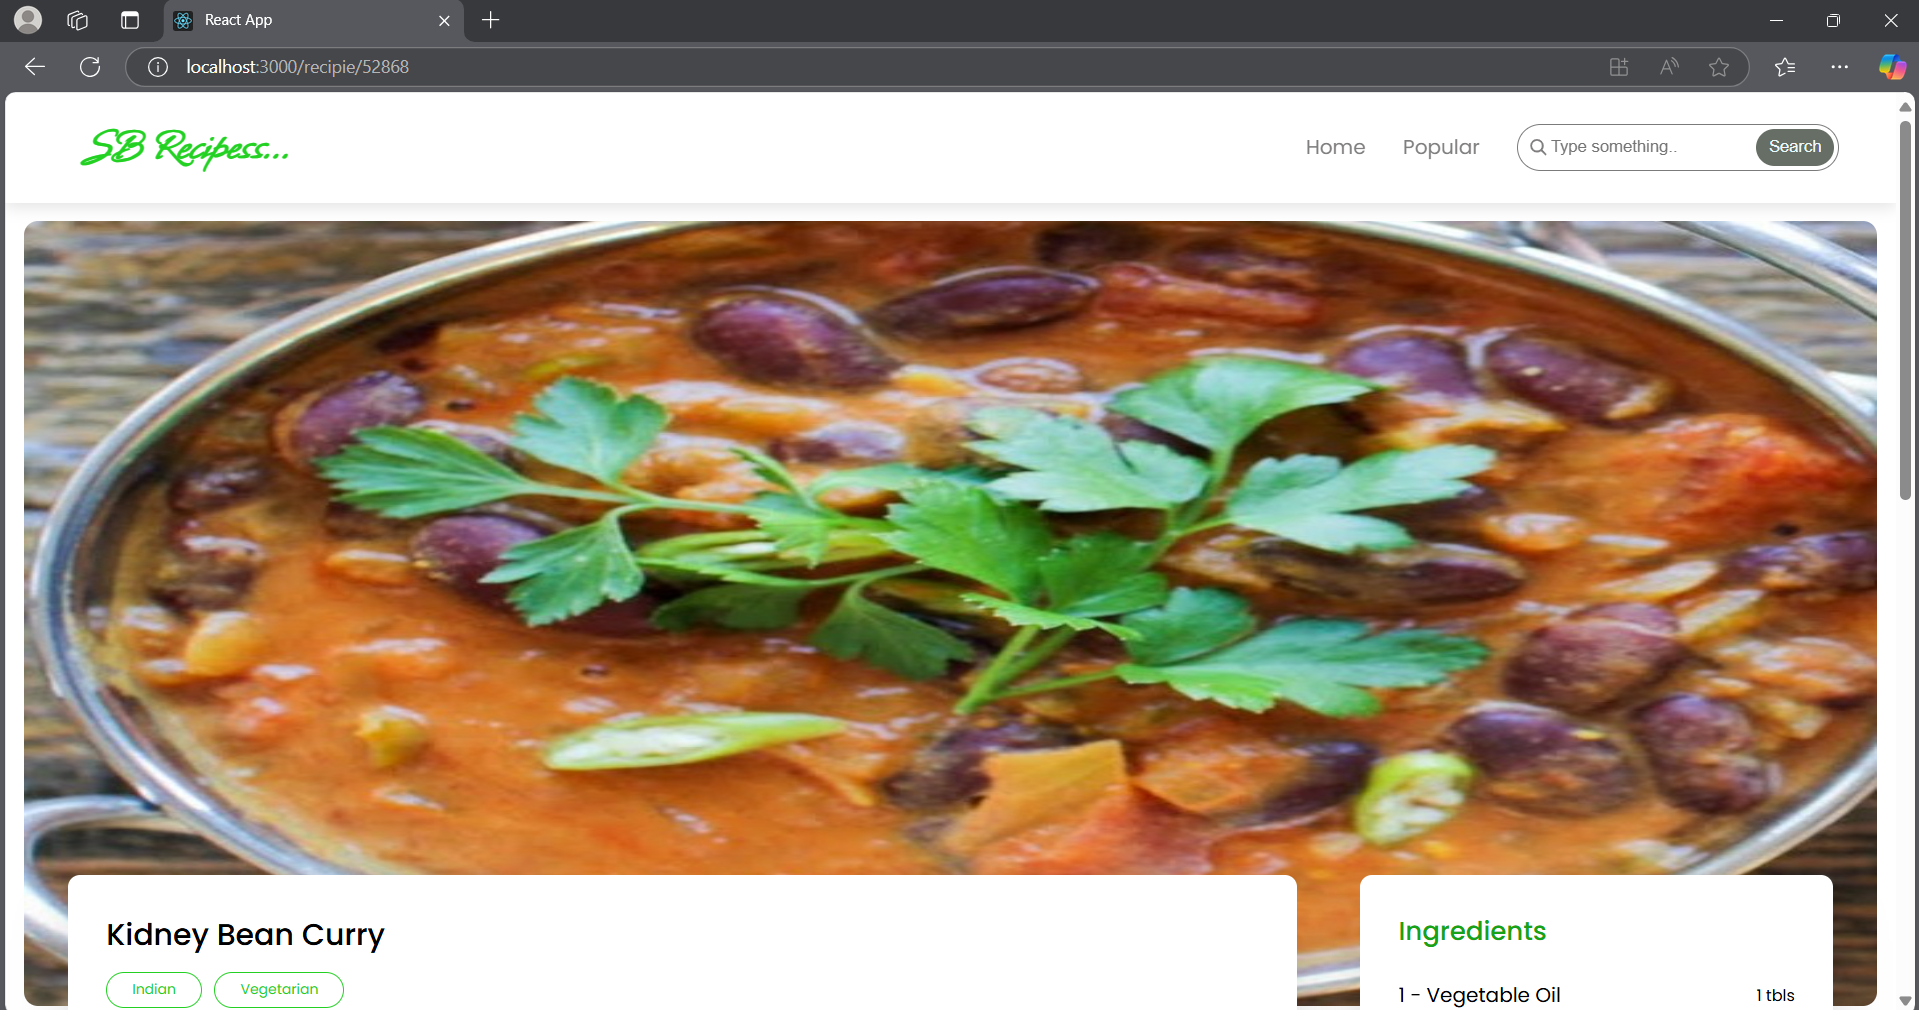 React App
localhost:3000/recipie/52868
SB Recipess...
Home
Popular
Type something..
Search
Kidney Bean Curry
Indian
Vegetarian
Ingredients
1 - Vegetable Oil
1 tbls